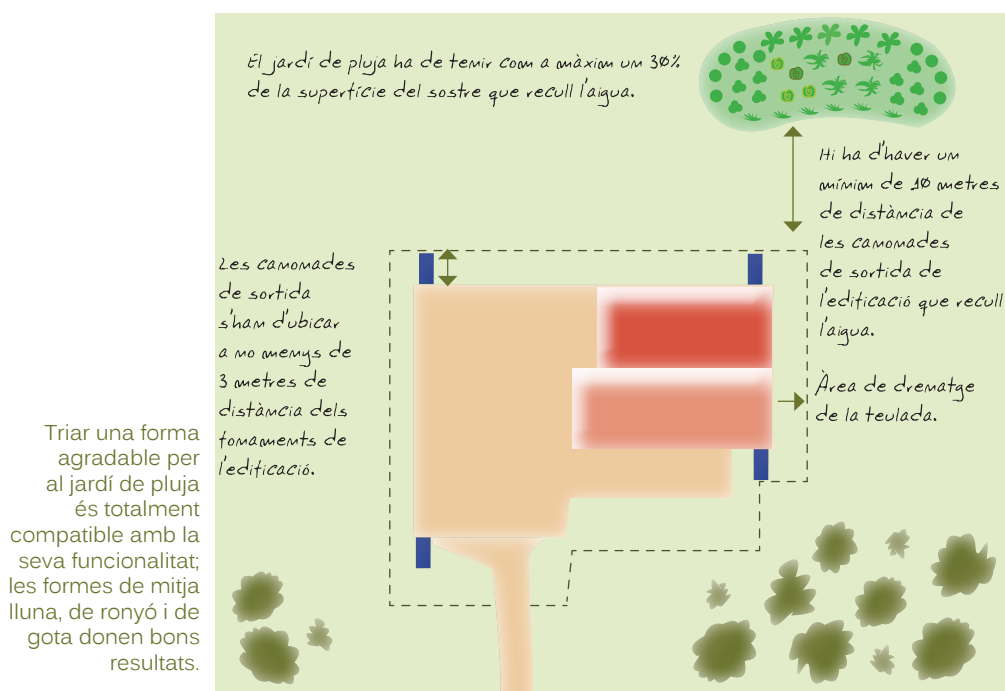 El jardí de pluja ha de tenir com a màxim un 30%
de la superfície del sostre que recull l'aigua.
Hi ha d'haver un
mínim de 10 metres
de distància de
les canonades
de sortida de
l'edificació que recull
l'aigua.
Les canonades
de sortida
s'han d'ubicar
a no menys de
3 metres de
distància dels
fonaments de
l'edificació.
Àrea de drenatge
de la teulada.
Triar una forma
agradable per
al jardí de pluja
és totalment
compatible amb la
seva funcionalitat;
les formes de mitja
lluna, de ronyó i de
gota donen bons
resultats.